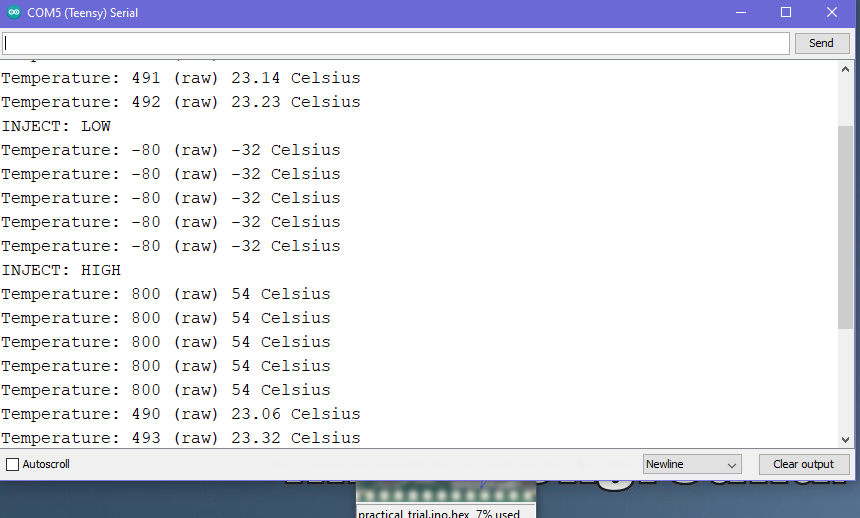 COM5 (Teensy) Serial
Send
Temperature: 491 (raw) 23.14 Celsius
Temperature: 492 (raw) 23.23 Celsius
INJECT: LOW
Temperature: -80 (raw) -32 Celsius
Temperature: -80 (raw) -32 Celsius
Temperature: -80 (raw) -32 Celsius
Temperature: -80 (raw) -32 Celsius
Temperature: -80 (raw) -32 Celsius
INJECT: HIGH
Temperature: 800 (raw) 54 Celsius
Temperature: 800 (raw) 54 Celsius
Temperature: 800 (raw) 54 Celsius
Temperature: 800 (raw) 54 Celsius
Temperature: 800 (raw) 54 Celsius
Temperature: 490 (raw) 23.06 Celsius
Temperature: 493 (raw) 23.32 Celsius
Autoscroll
Newline
Clear output
practical_trial.ino.hex, 7% used